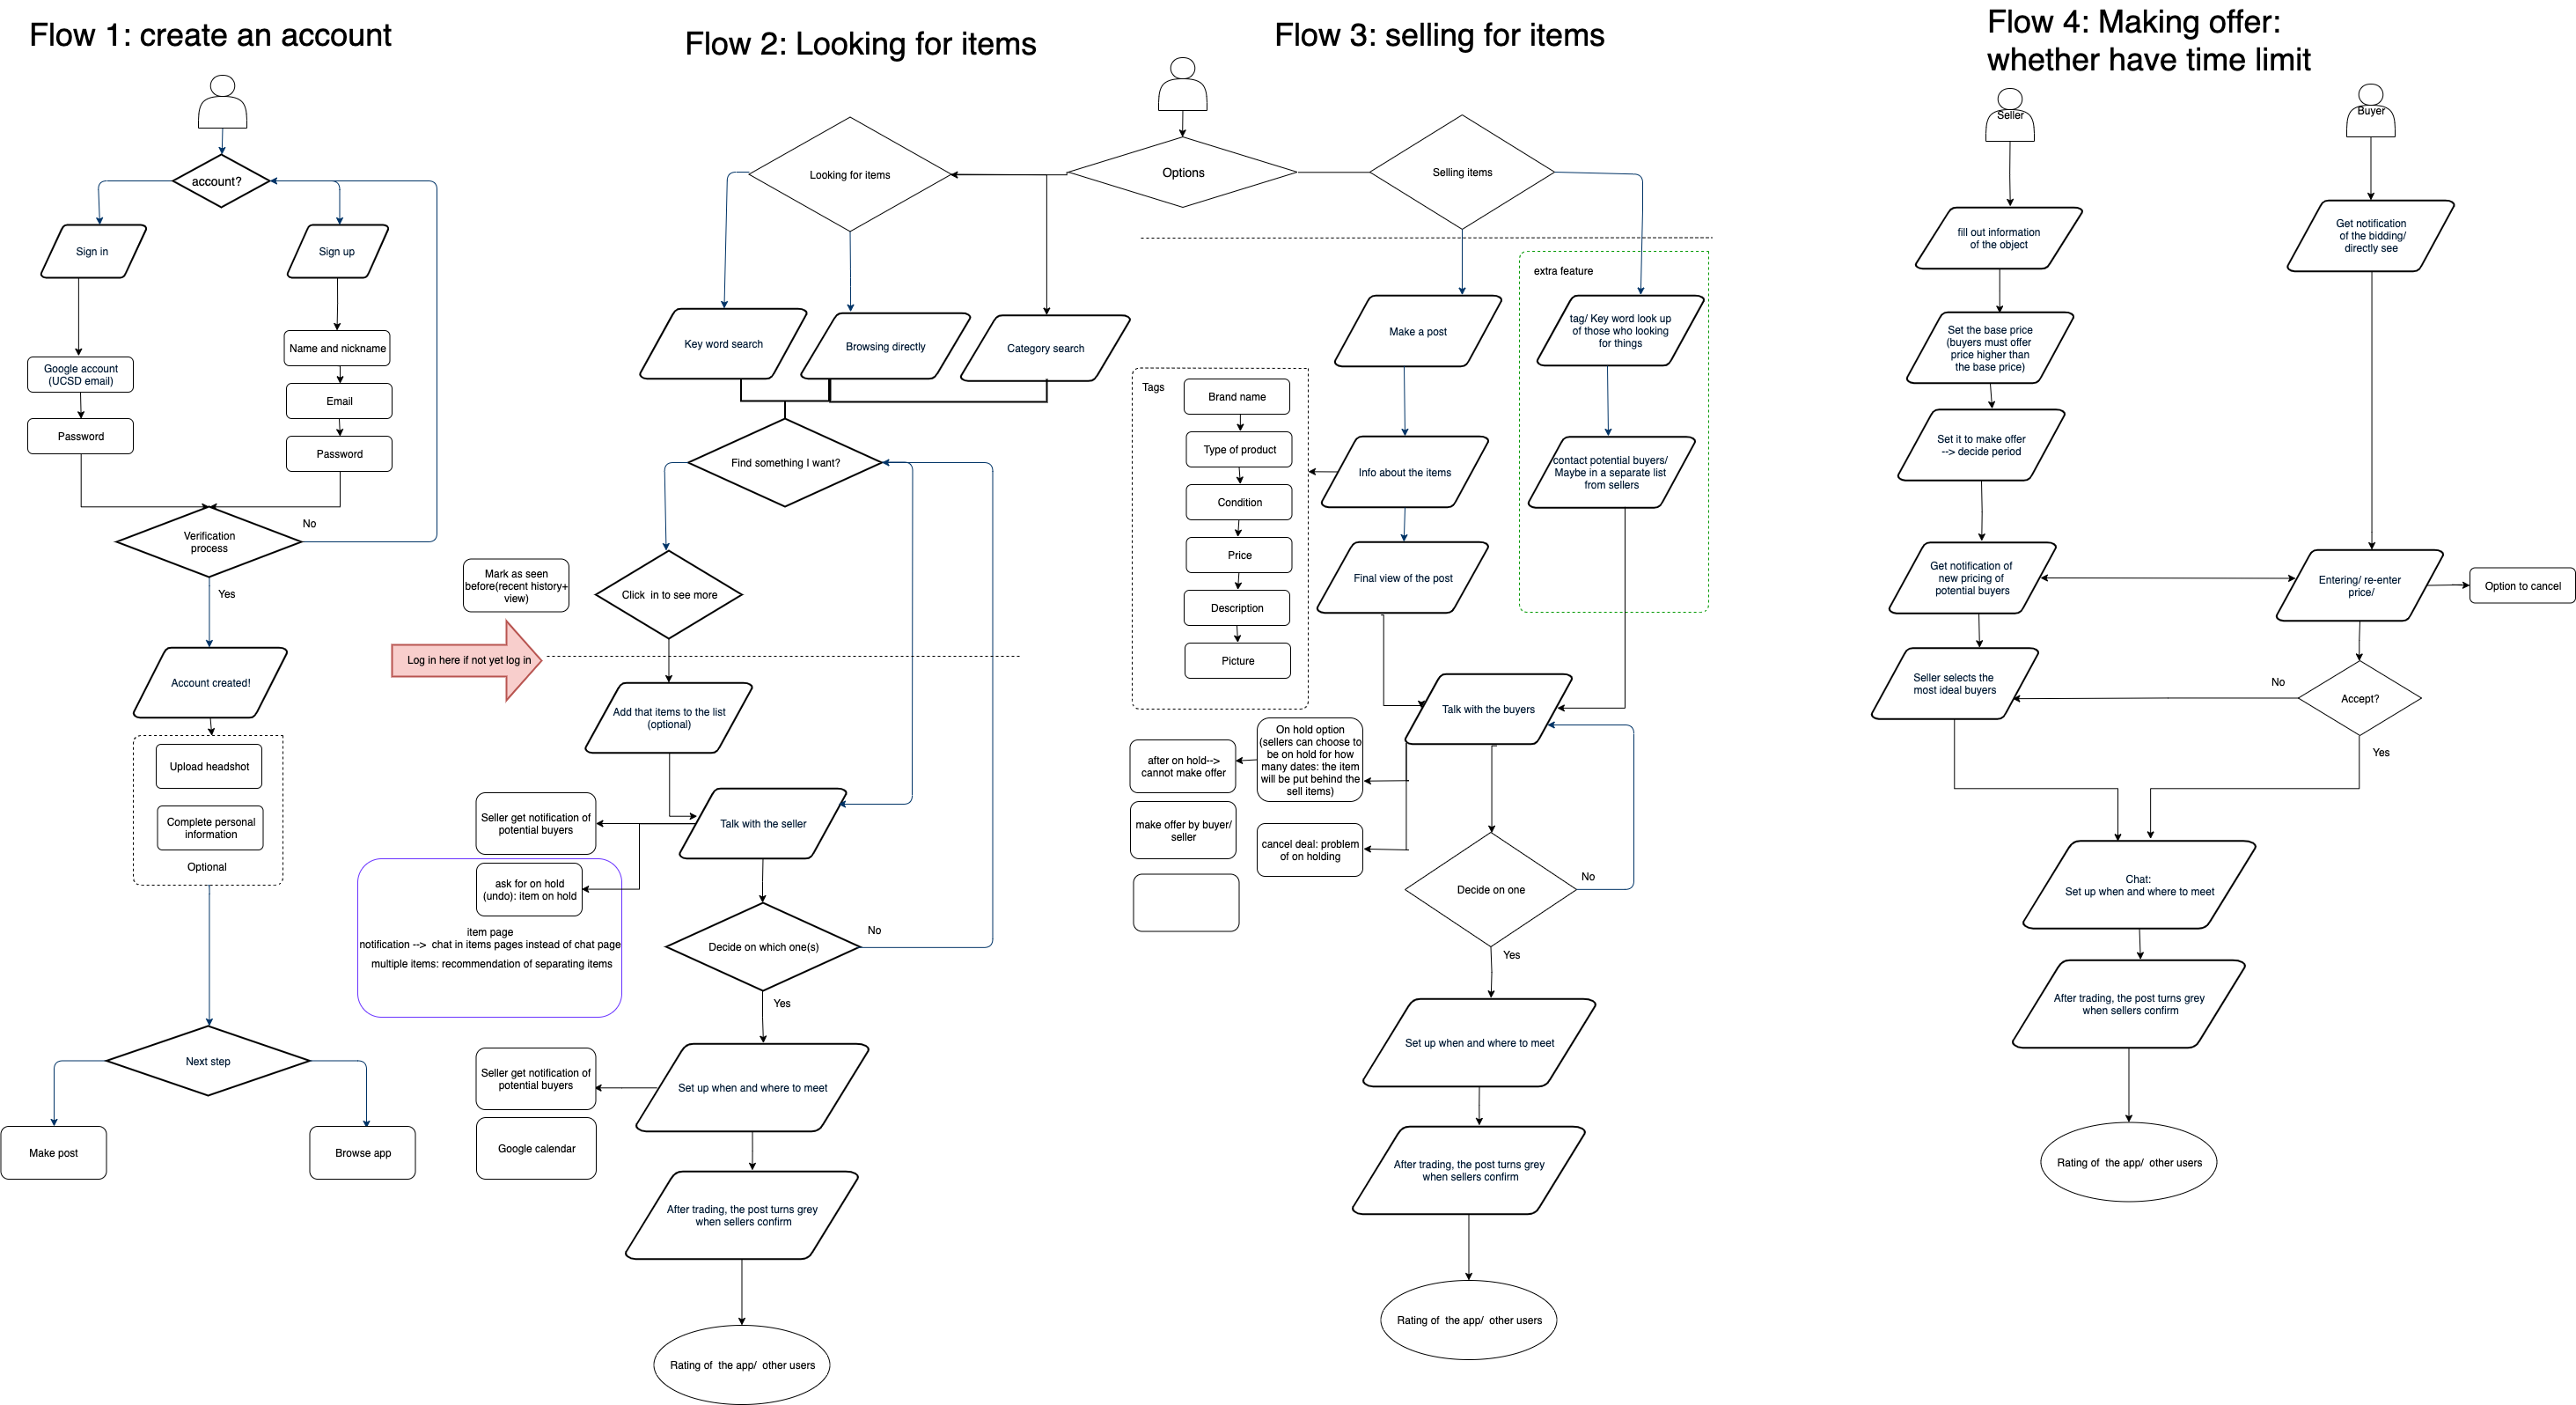 Flow 1: create an account
account?
Sign in
Sign up
Google account
(UCSD email)
Password
Name and nickname
Email
Password
Verification
process
No
Yes
Account created!
Upload headshot
Complete personal
information
Optional
Next step
Make post
Browse app
Flow 2: Looking for items
Looking for items
Key word search
Browsing directly
Category search
Find something I want?
Mark as seen
before(recent history+
view)
Click  in to see more
Log in here if not yet log in
Add that items to the list
(optional)
Seller get notification of
potential buyers
Talk with the seller
ask for on hold
(undo): item on hold
item page
notification --> chat in items pages instead of chat page
multiple items: recommendation of separating items
Decide on which one(s)
No
Yes
Seller get notification of
potential buyers
Set up when and where to meet
Google calendar
After trading, the post turns grey
when sellers confirm
Rating of  the app/  other users
Flow 3: selling for items
Options
Selling items
extra feature
Make a post
tag/ Key word look up
of those who looking
for things
Tags
Brand name
Type of product
Condition
Price
Description
Picture
Info about the items
contact potential buyers/
Maybe in a separate list
from sellers
Final view of the post
Talk with the buyers
On hold option
(sellers can choose to
be on hold for how
many dates: the item
will be put behind the
sell items)
after on hold-->
cannot make offer
make offer by buyer/
seller
cancel deal: problem
of on holding
Decide on one
No
Yes
Set up when and where to meet
After trading, the post turns grey
when sellers confirm
Rating of  the app/  other users
Flow 4: Making offer:
whether have time limit
Seller
Buyer
fill out information
of the object
Get notification
of the bidding/
directly see
Set the base price
(buyers must offer
price higher than
the base price)
Set it to make offer
--> decide period
Get notification of
new pricing of
potential buyers
Entering/ re-enter
price/
Option to cancel
Seller selects the
most ideal buyers
No
Accept?
Yes
Chat:
Set up when and where to meet
After trading, the post turns grey
when sellers confirm
Rating of  the app/  other users